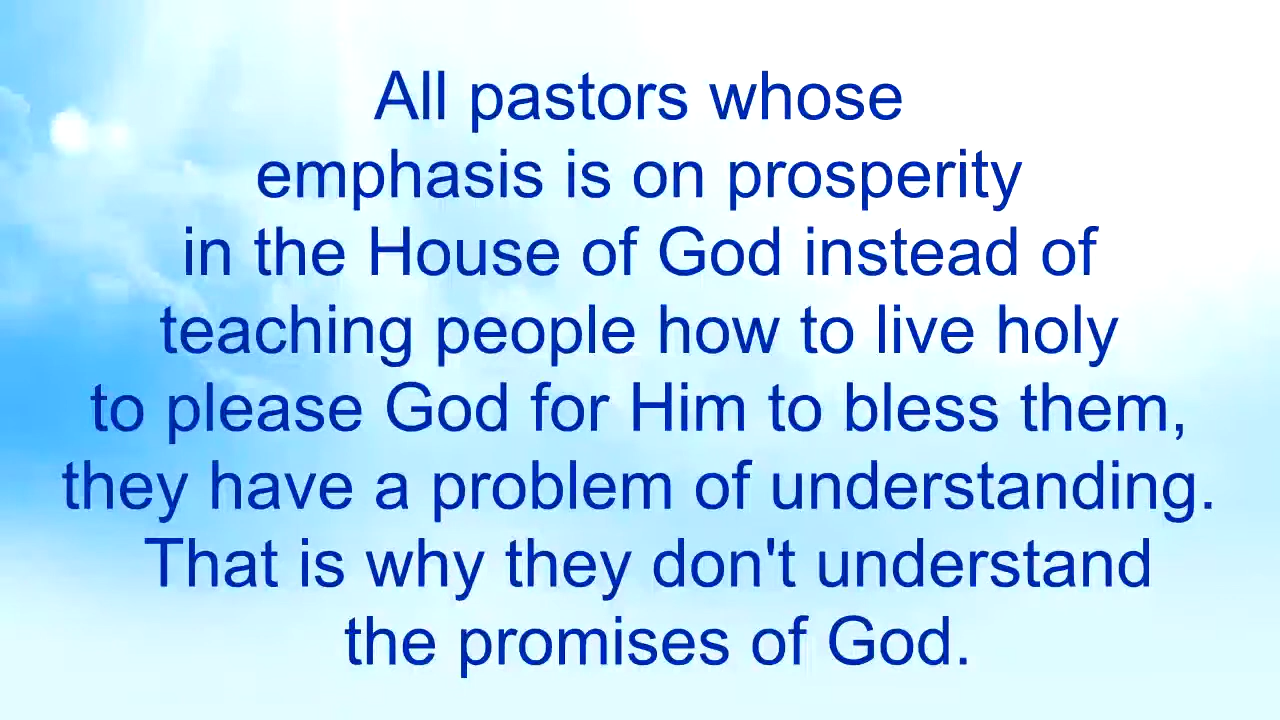 All pastors whose
emphasis is on prosperity
in the House of God instead of
teaching people how to live holy
to please God for Him to bless them,
they have a problem of understanding.
That is why they don't understand
the promises of God.